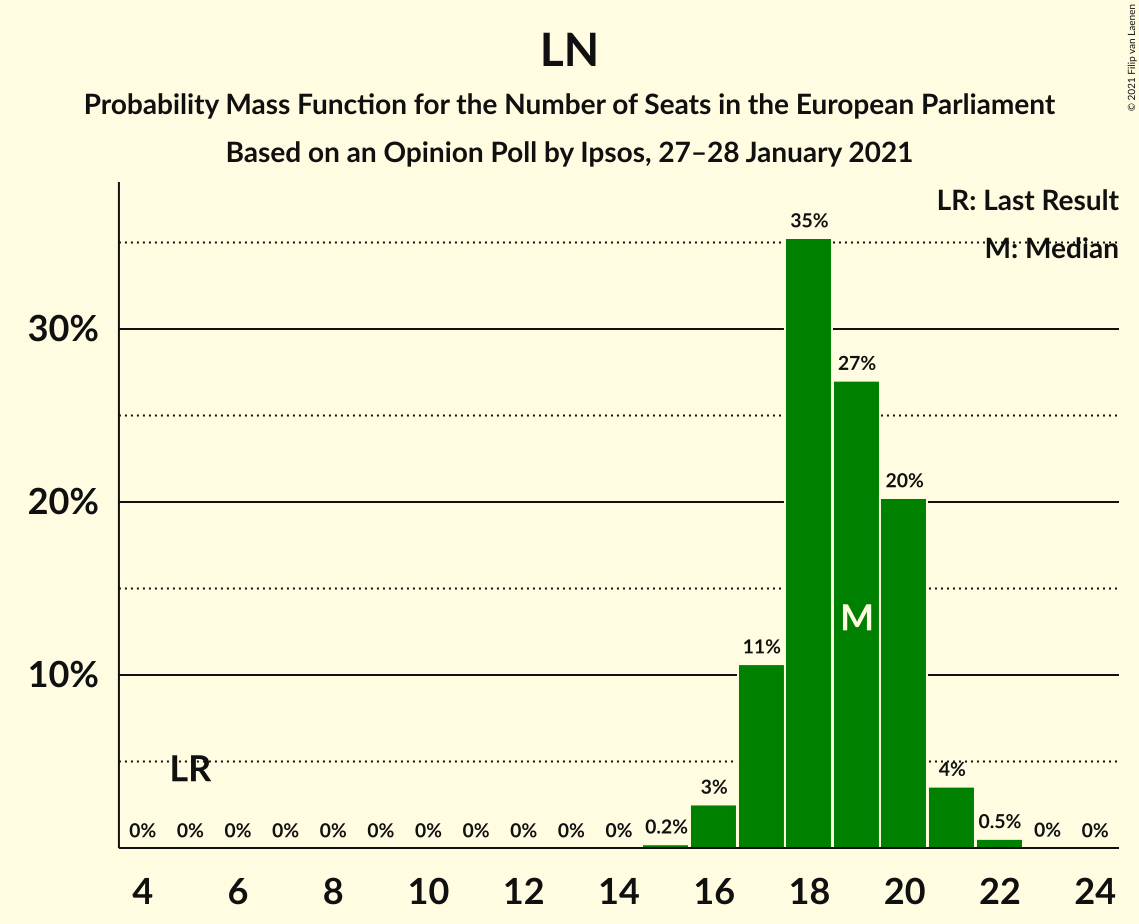 LN
Probability Mass Function for the Number of Seats in the European Parliament
Based on an Opinion Poll by Ipsos, 27–28 January 2021
© 2021 Filip van Laenen
LR: Last Result
M: Median
35%
30%
27%
20%
20%
M
11%
10%
LR
4%
3%
0% 0% 0% 0% 0% 0% 0% 0% 0% 0% 0% 0.2% 0.5% 0% 0%
4 6 8 10 12 14 16 18 20 22 24